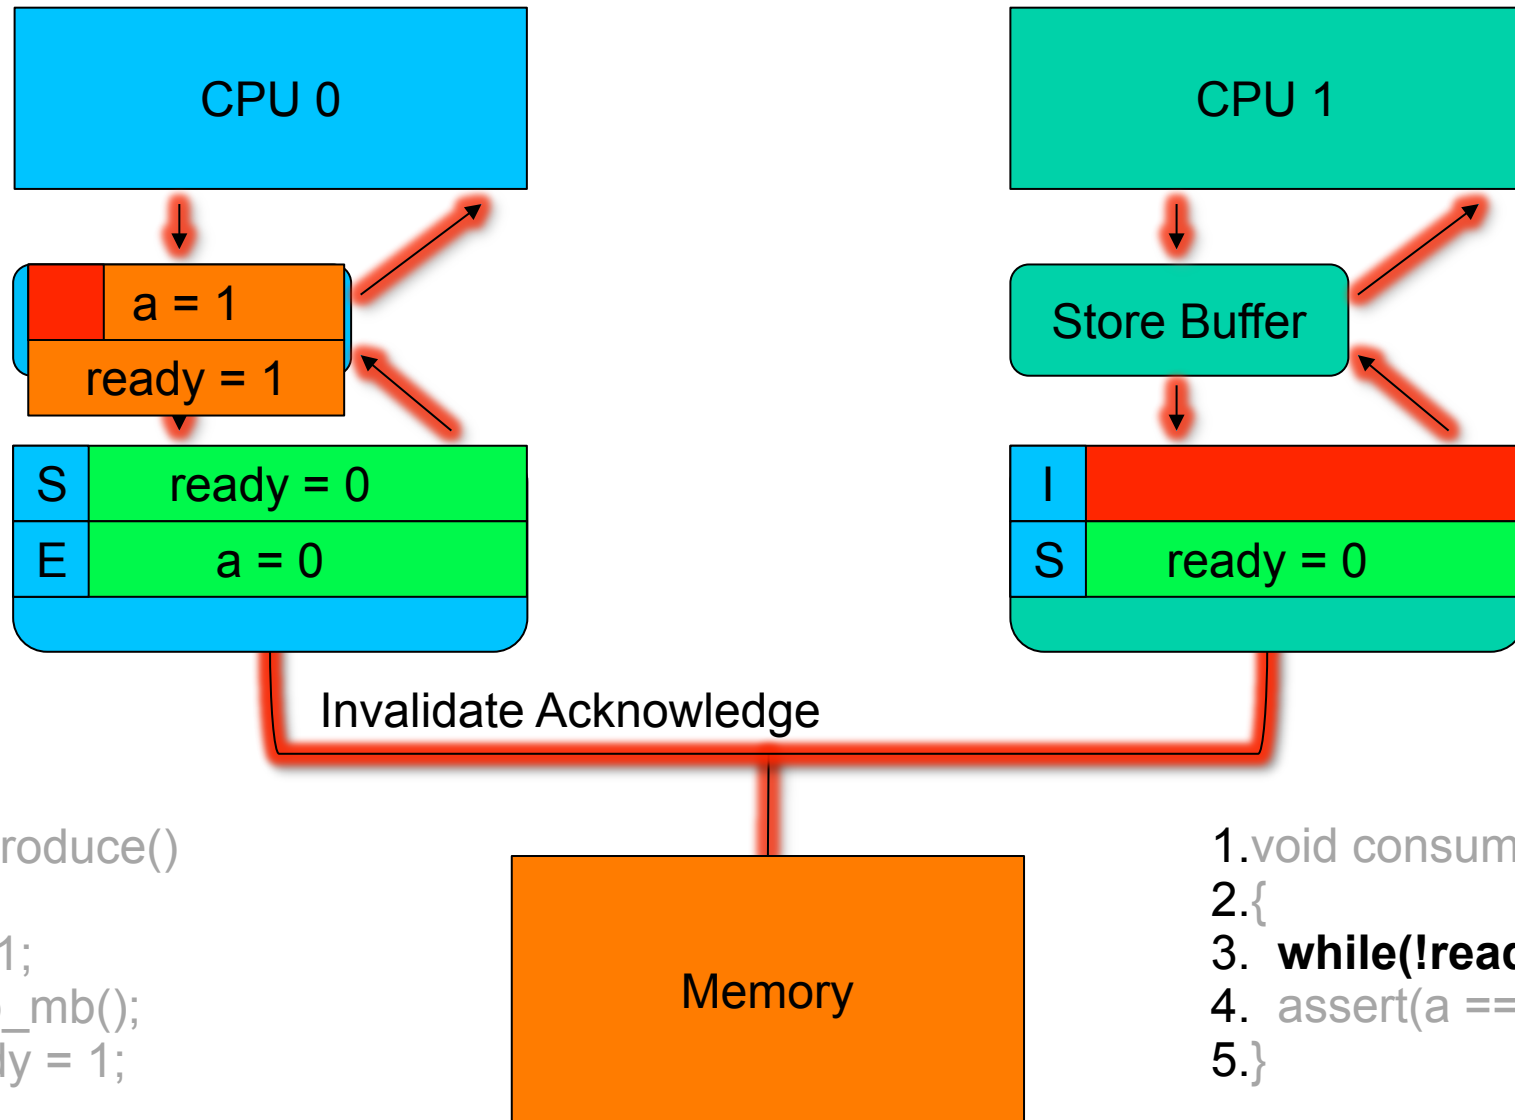 CPU 0
CPU 1
a = 1
ready = 1
Store Buffer
S ready = 0
E a = 0
I
S ready = 0
Invalidate Acknowledge
Memory
roduce()
1;
_mb();
dy = 1;
1.void consum
2.{
3. while(!read
4. assert(a ==
5.}